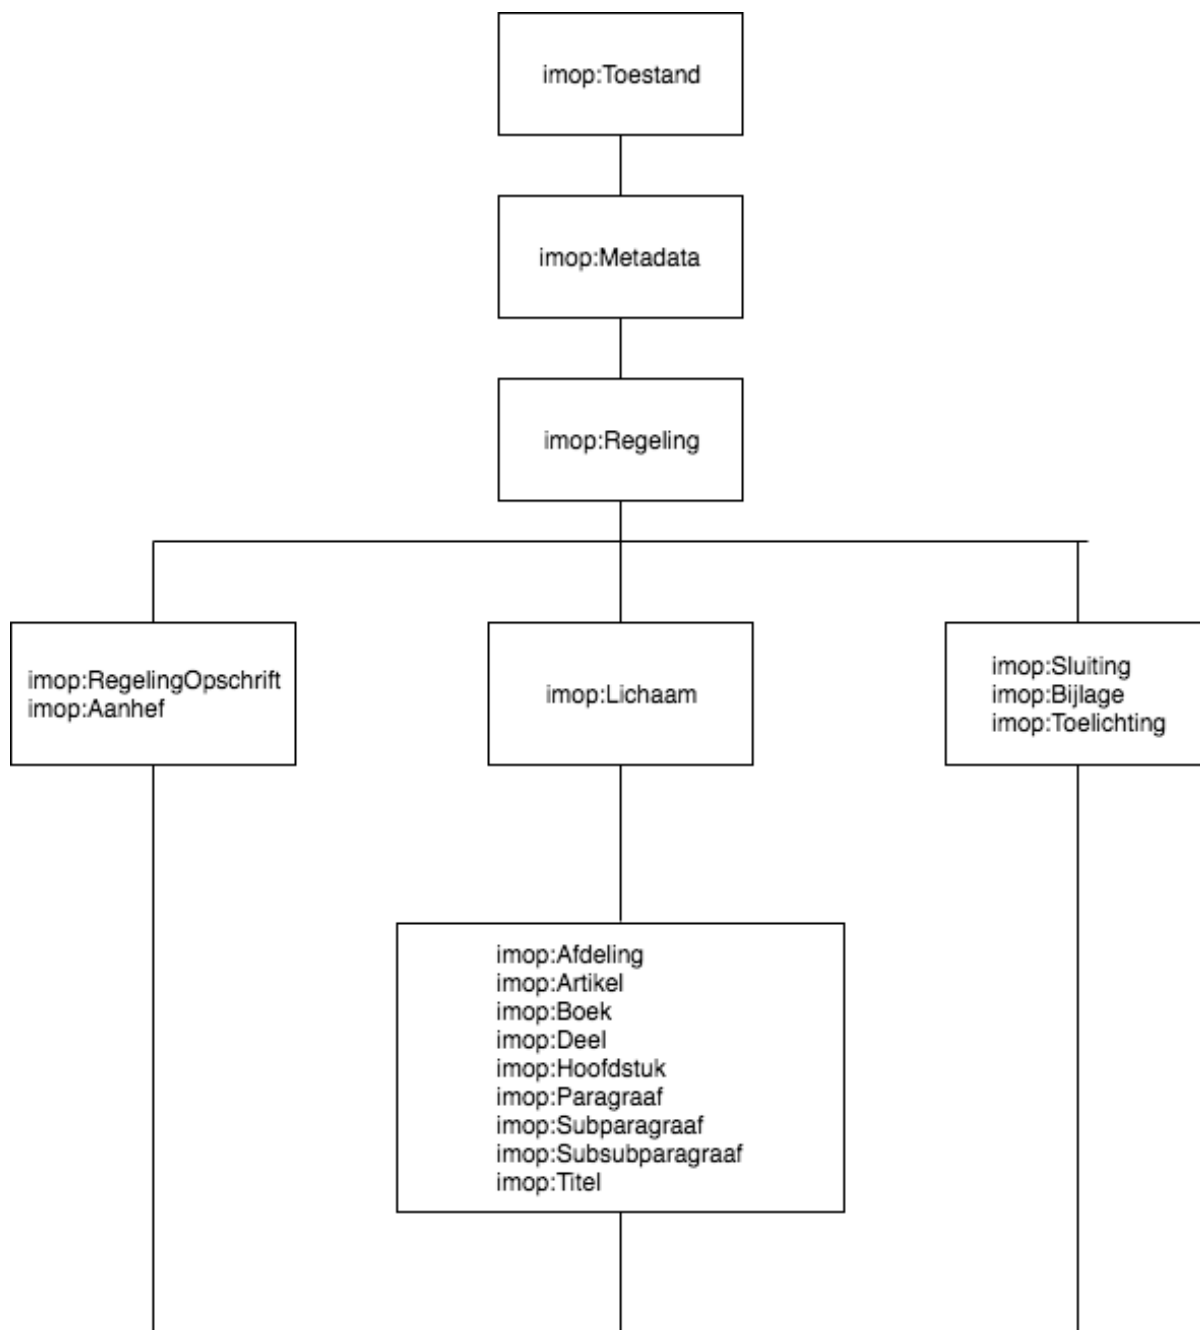 imop:Toestand
imop:Metadata
imop:Regeling
imop:RegelingOpschrift
imop:Aanhef
imop:Lichaam
imop:Sluiting
imop:Bijlage
imop:Toelichting
imop:Afdeling
imop:Artikel
imop:Boek
imop:Deel
imop:Hoofdstuk
imop:Paragraaf
imop:Subparagraaf
imop:Subsubparagraaf
imop:Titel